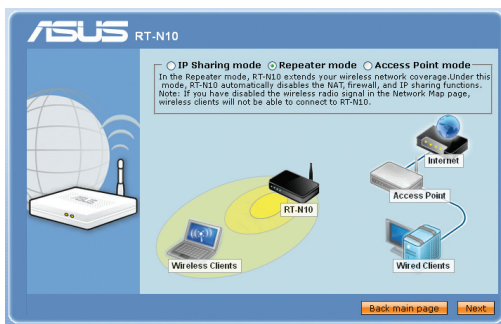 ASUS RT-N10
IP Sharing mode Repeater mode Access Point mode
In the Repeater mode, RT-N10 extends your wireless network coverage.Under this
mode, RT-N10 automatically disables the NAT, firewall, and IP sharing functions.
Note: If you have disabled the wireless radio signal in the Network Map page,
wireless clients will not be able to connect to RT-N10.
Internet
Access Point
RT-N10
Wireless Clients
Wired Clients
ASUS
Back main page Next